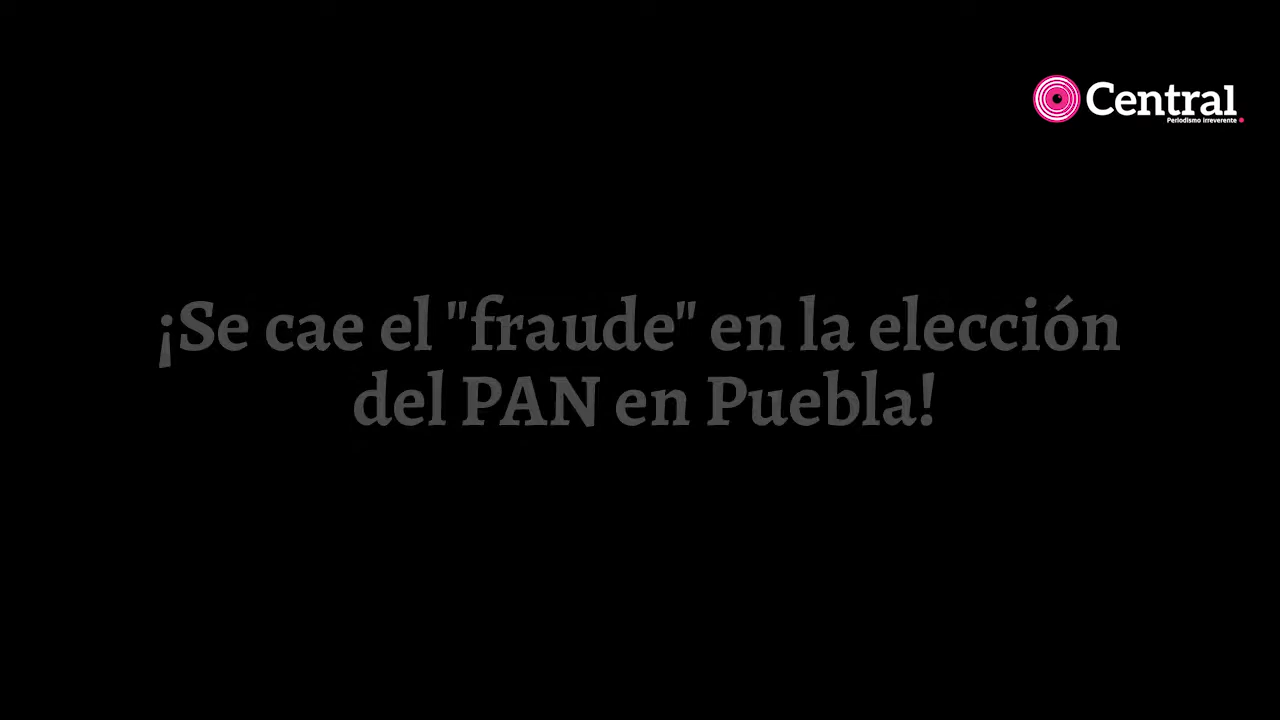 Central
Periodismo Irreverente
¡Se cae el "fraude" en la elección
del PAN en Puebla!